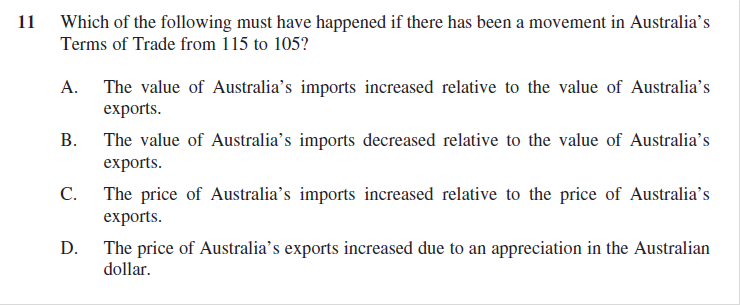 11 Which of the following must have happened if there has been a movement in Australia's
Terms of Trade from 115 to 105?
A. The value of Australia's imports increased relative to the value of Australia's
exports.
B. The value of Australia's imports decreased relative to the value of Australia's
exports.
C. The price of Australia's imports increased relative to the price of Australia's
exports.
D. The price of Australia's exports increased due to an appreciation in the Australian
dollar.